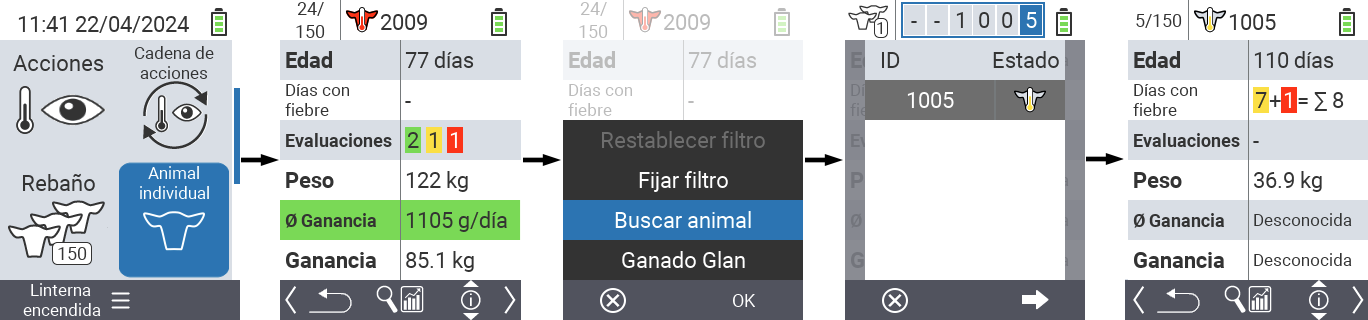 11:41 22/04/2024
Acciones
Cadena de
acciones
Rebaño
150
Animal
individual
Linterna
encendida
24/
150
2009
Edad
77 días
Días con
fiebre
-
Evaluaciones
2 1 1
Peso
122 kg
Ø Ganancia
1105 g/día
Ganancia
85.1 kg
24/
150
2009
Edad
77 días
Días con
fiebre
-
Restablecer filtro
Fijar filtro
Buscar animal
Ganado Glan
OK
1
- - 1 0 0 5
ID
Estado
1005
5/150
1005
Edad
110 días
Días con
fiebre
7+1= ∑ 8
Evaluaciones
-
Peso
36.9 kg
Ø Ganancia
Desconocida
Ganancia
Desconocida